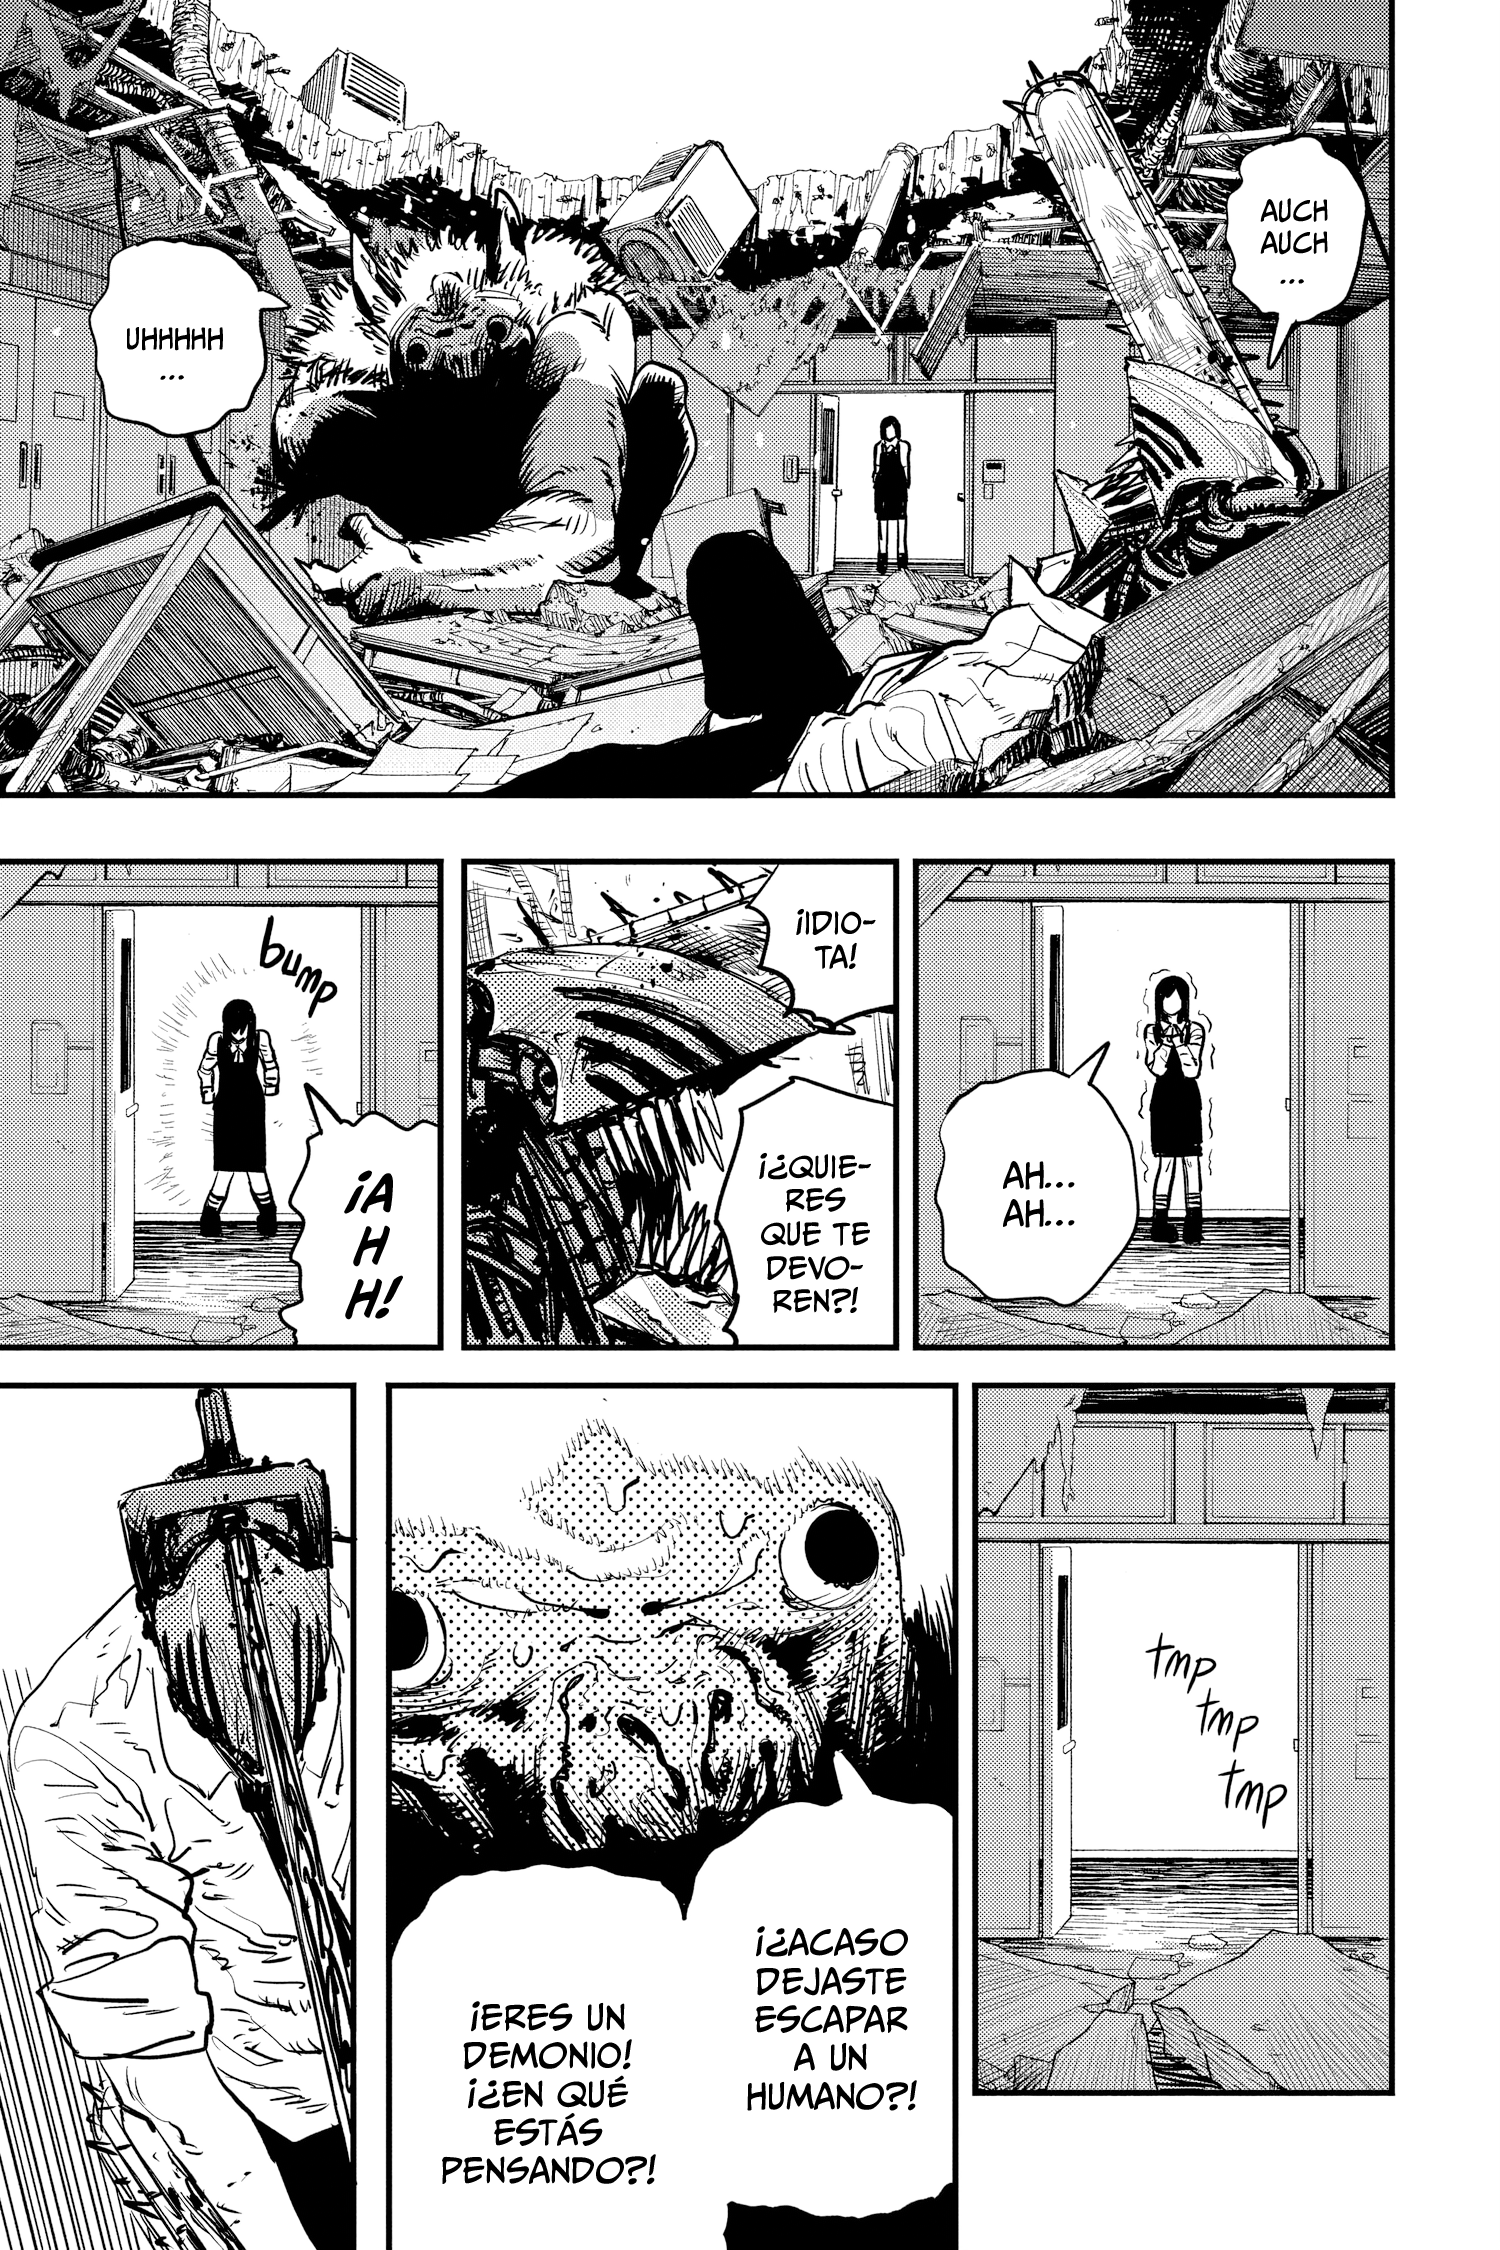 AUCH
AUCH
...
UHHHHH
...
AH...
AH...
¡IDIO-
TA!
¡¿QUIE-
RES
QUE TE
DEVO-
REN?!
bump
¡A
H
H!
tmp
tmp
tmp
¡¿ACASO
DEJASTE
ESCAPAR
A UN
HUMANO?!
¡ERES UN
DEMONIO!
¡¿EN QUÉ
ESTÁS
PENSANDO?!